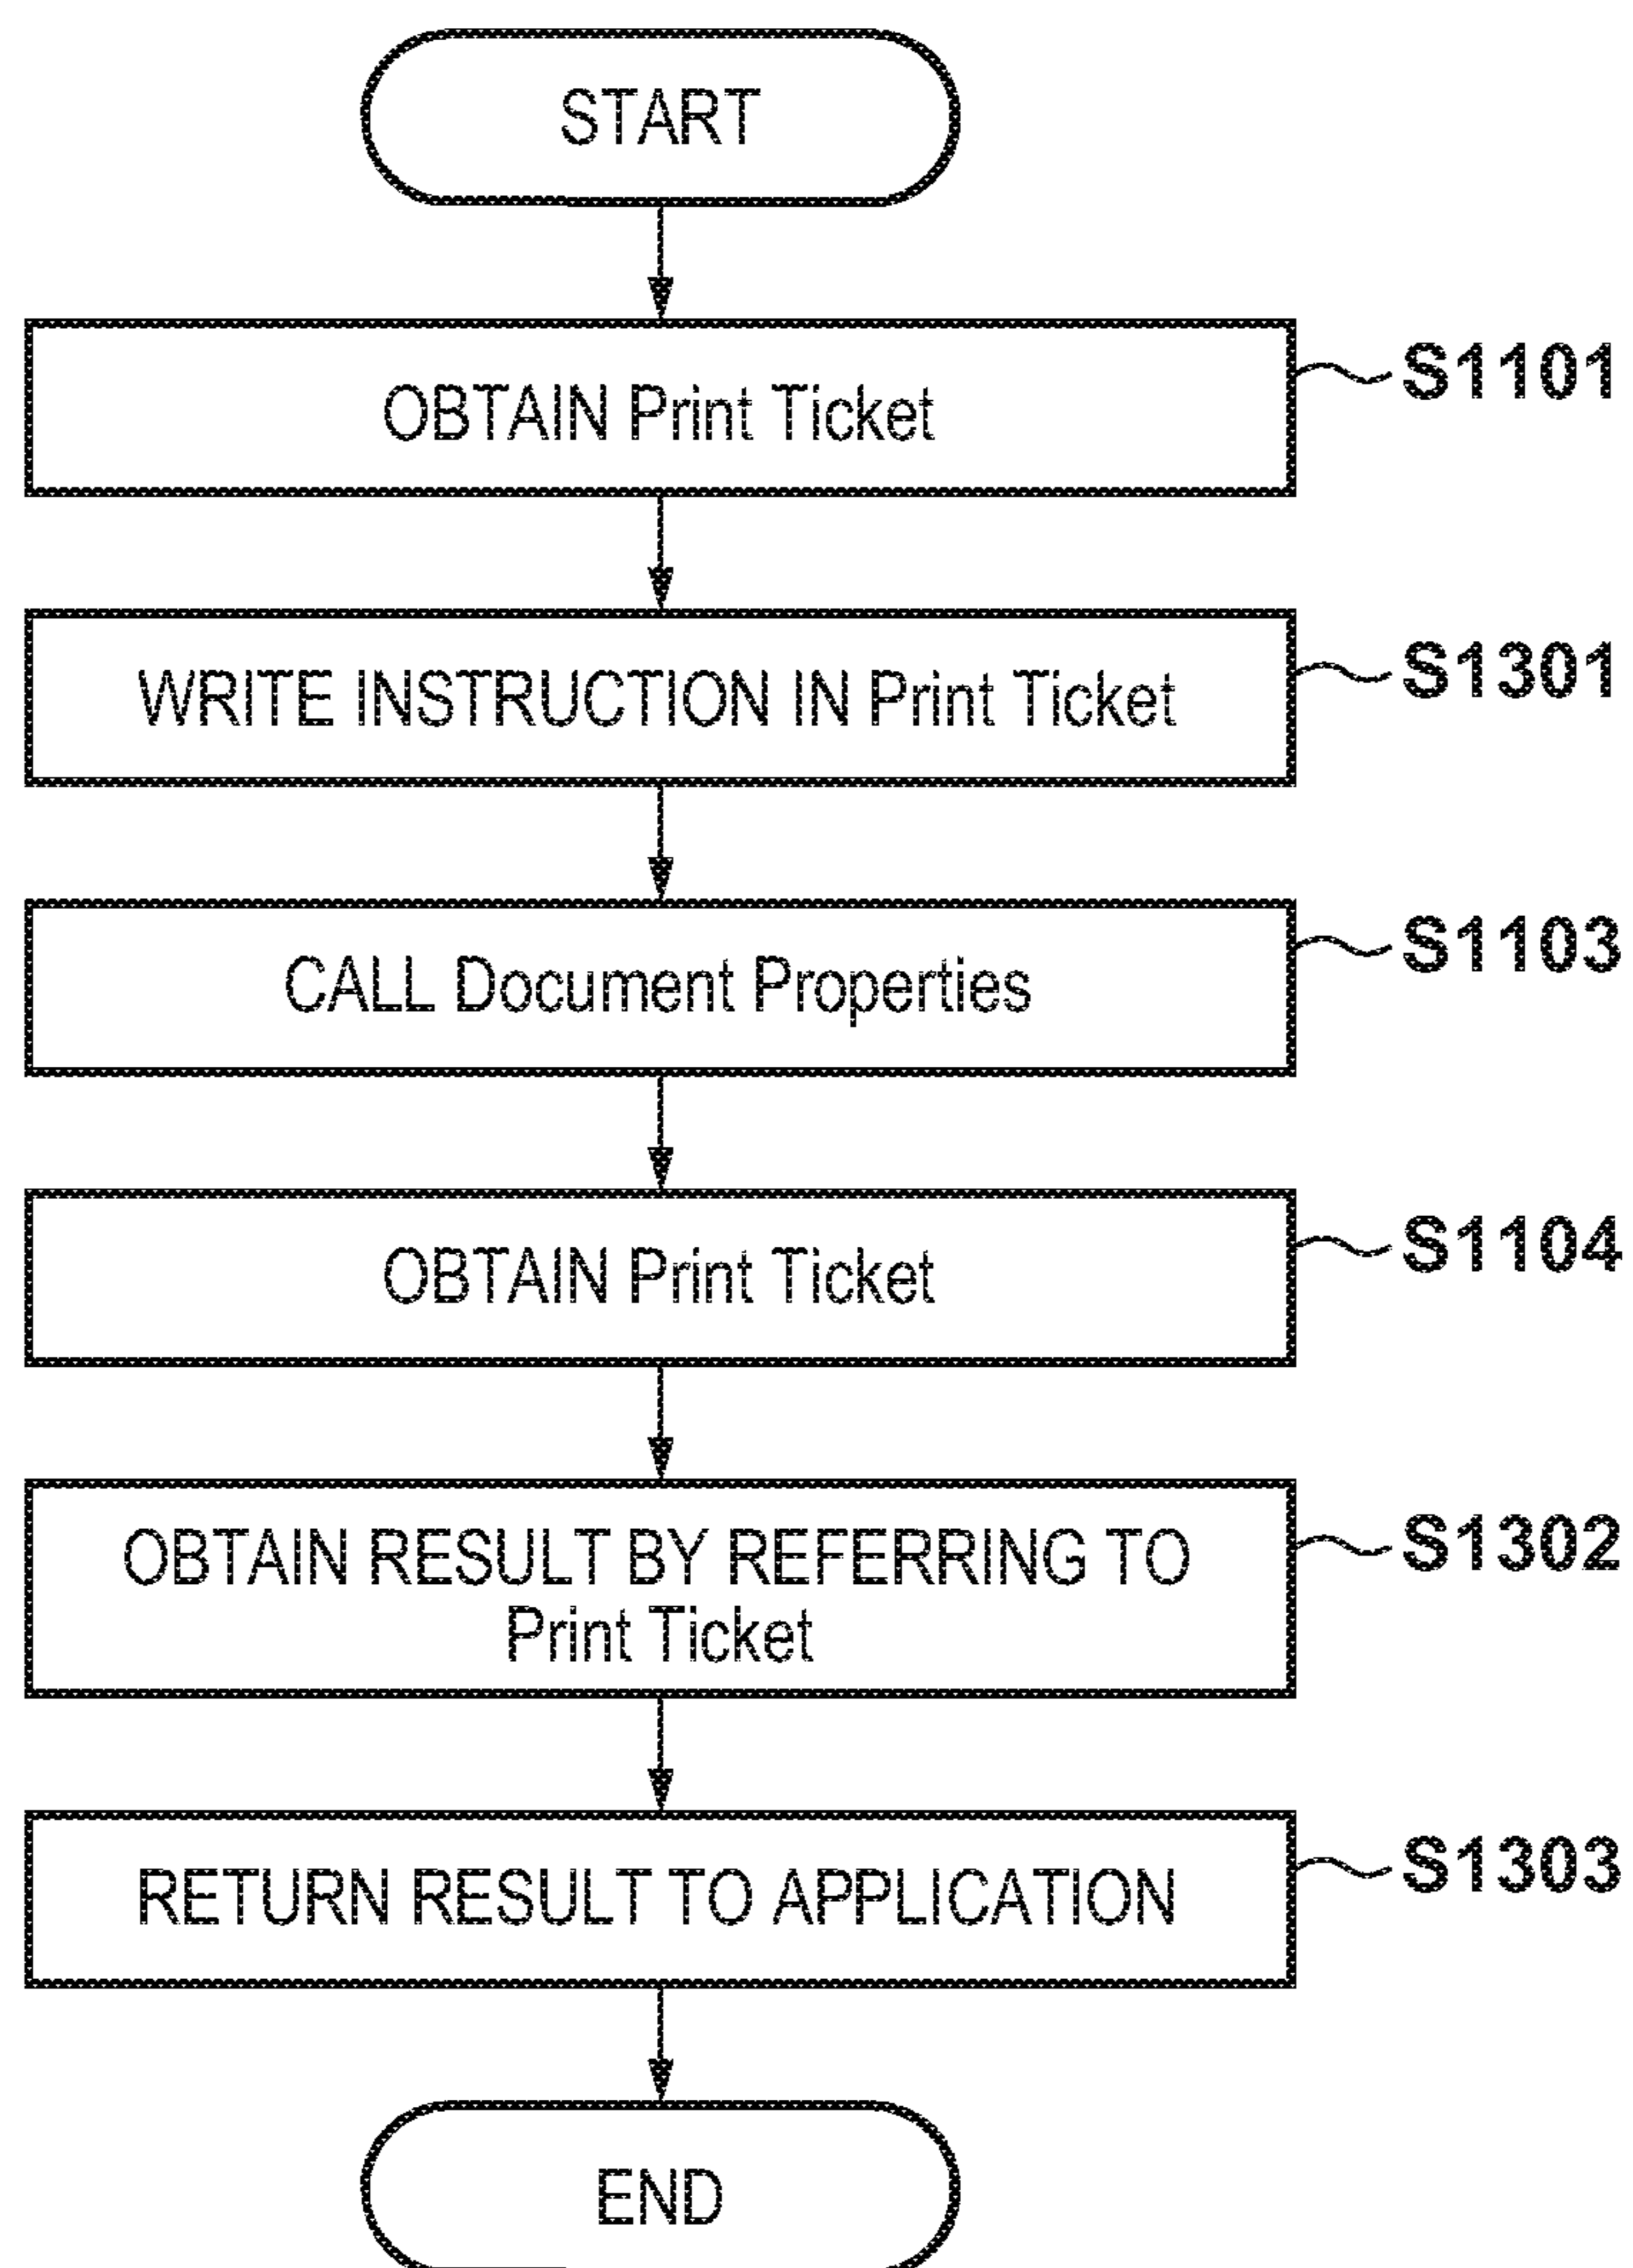 START
OBTAIN Print Ticket
S1101
WRITE INSTRUCTION IN Print Ticket
S1301
CALL Document Properties
S1103
OBTAIN Print Ticket
S1104
OBTAIN RESULT BY REFERRING TO
Print Ticket
S1302
RETURN RESULT TO APPLICATION
S1303
END